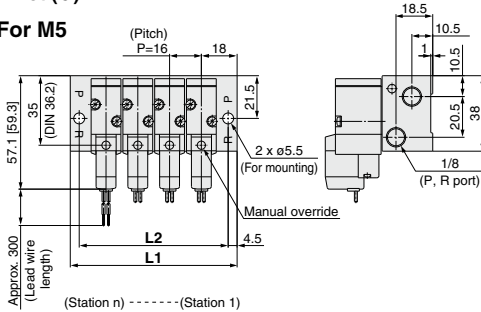 For M5
(Pitch)
P=16
18
18.5
10.5
1
10.5
57.1 [59.3]
35
(DIN 36.2)
P
R
P
R
21.5
20.5
38
2 x ø5.5
(For mounting)
1/8
(P, R port)
Manual override
Approx. 300
(Lead wire
length)
L2
4.5
L1
(Station n) ------- (Station 1)